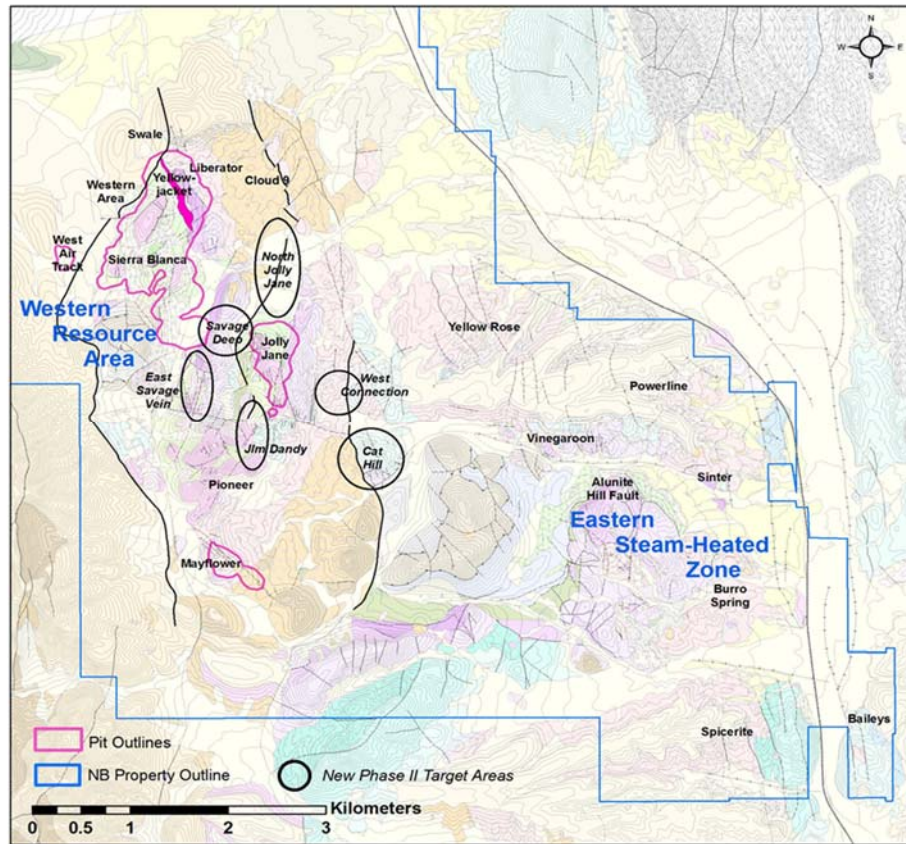 N
W
E
S
Swale
Liberator
Yellow-
jacket
Cloud 9
Western
Area
West
Air
Track
Sierra Blanca
North
Jolly
Jane
Western
Resource
Area
Savage
Deep
Jolly
Jane
Yellow Rose
East
Savage
Vein
West
Connection
Powerline
Jim Dandy
Cat
Hill
Vinegaroon
Pioneer
Alunite
Hill Fault
Sinter
Eastern
Steam-Heated
Zone
Mayflower
Burro
Spring
Spicerite
Baileys
Pit Outlines
NB Property Outline
New Phase II Target Areas
Kilometers
0 0.5 1 2 3